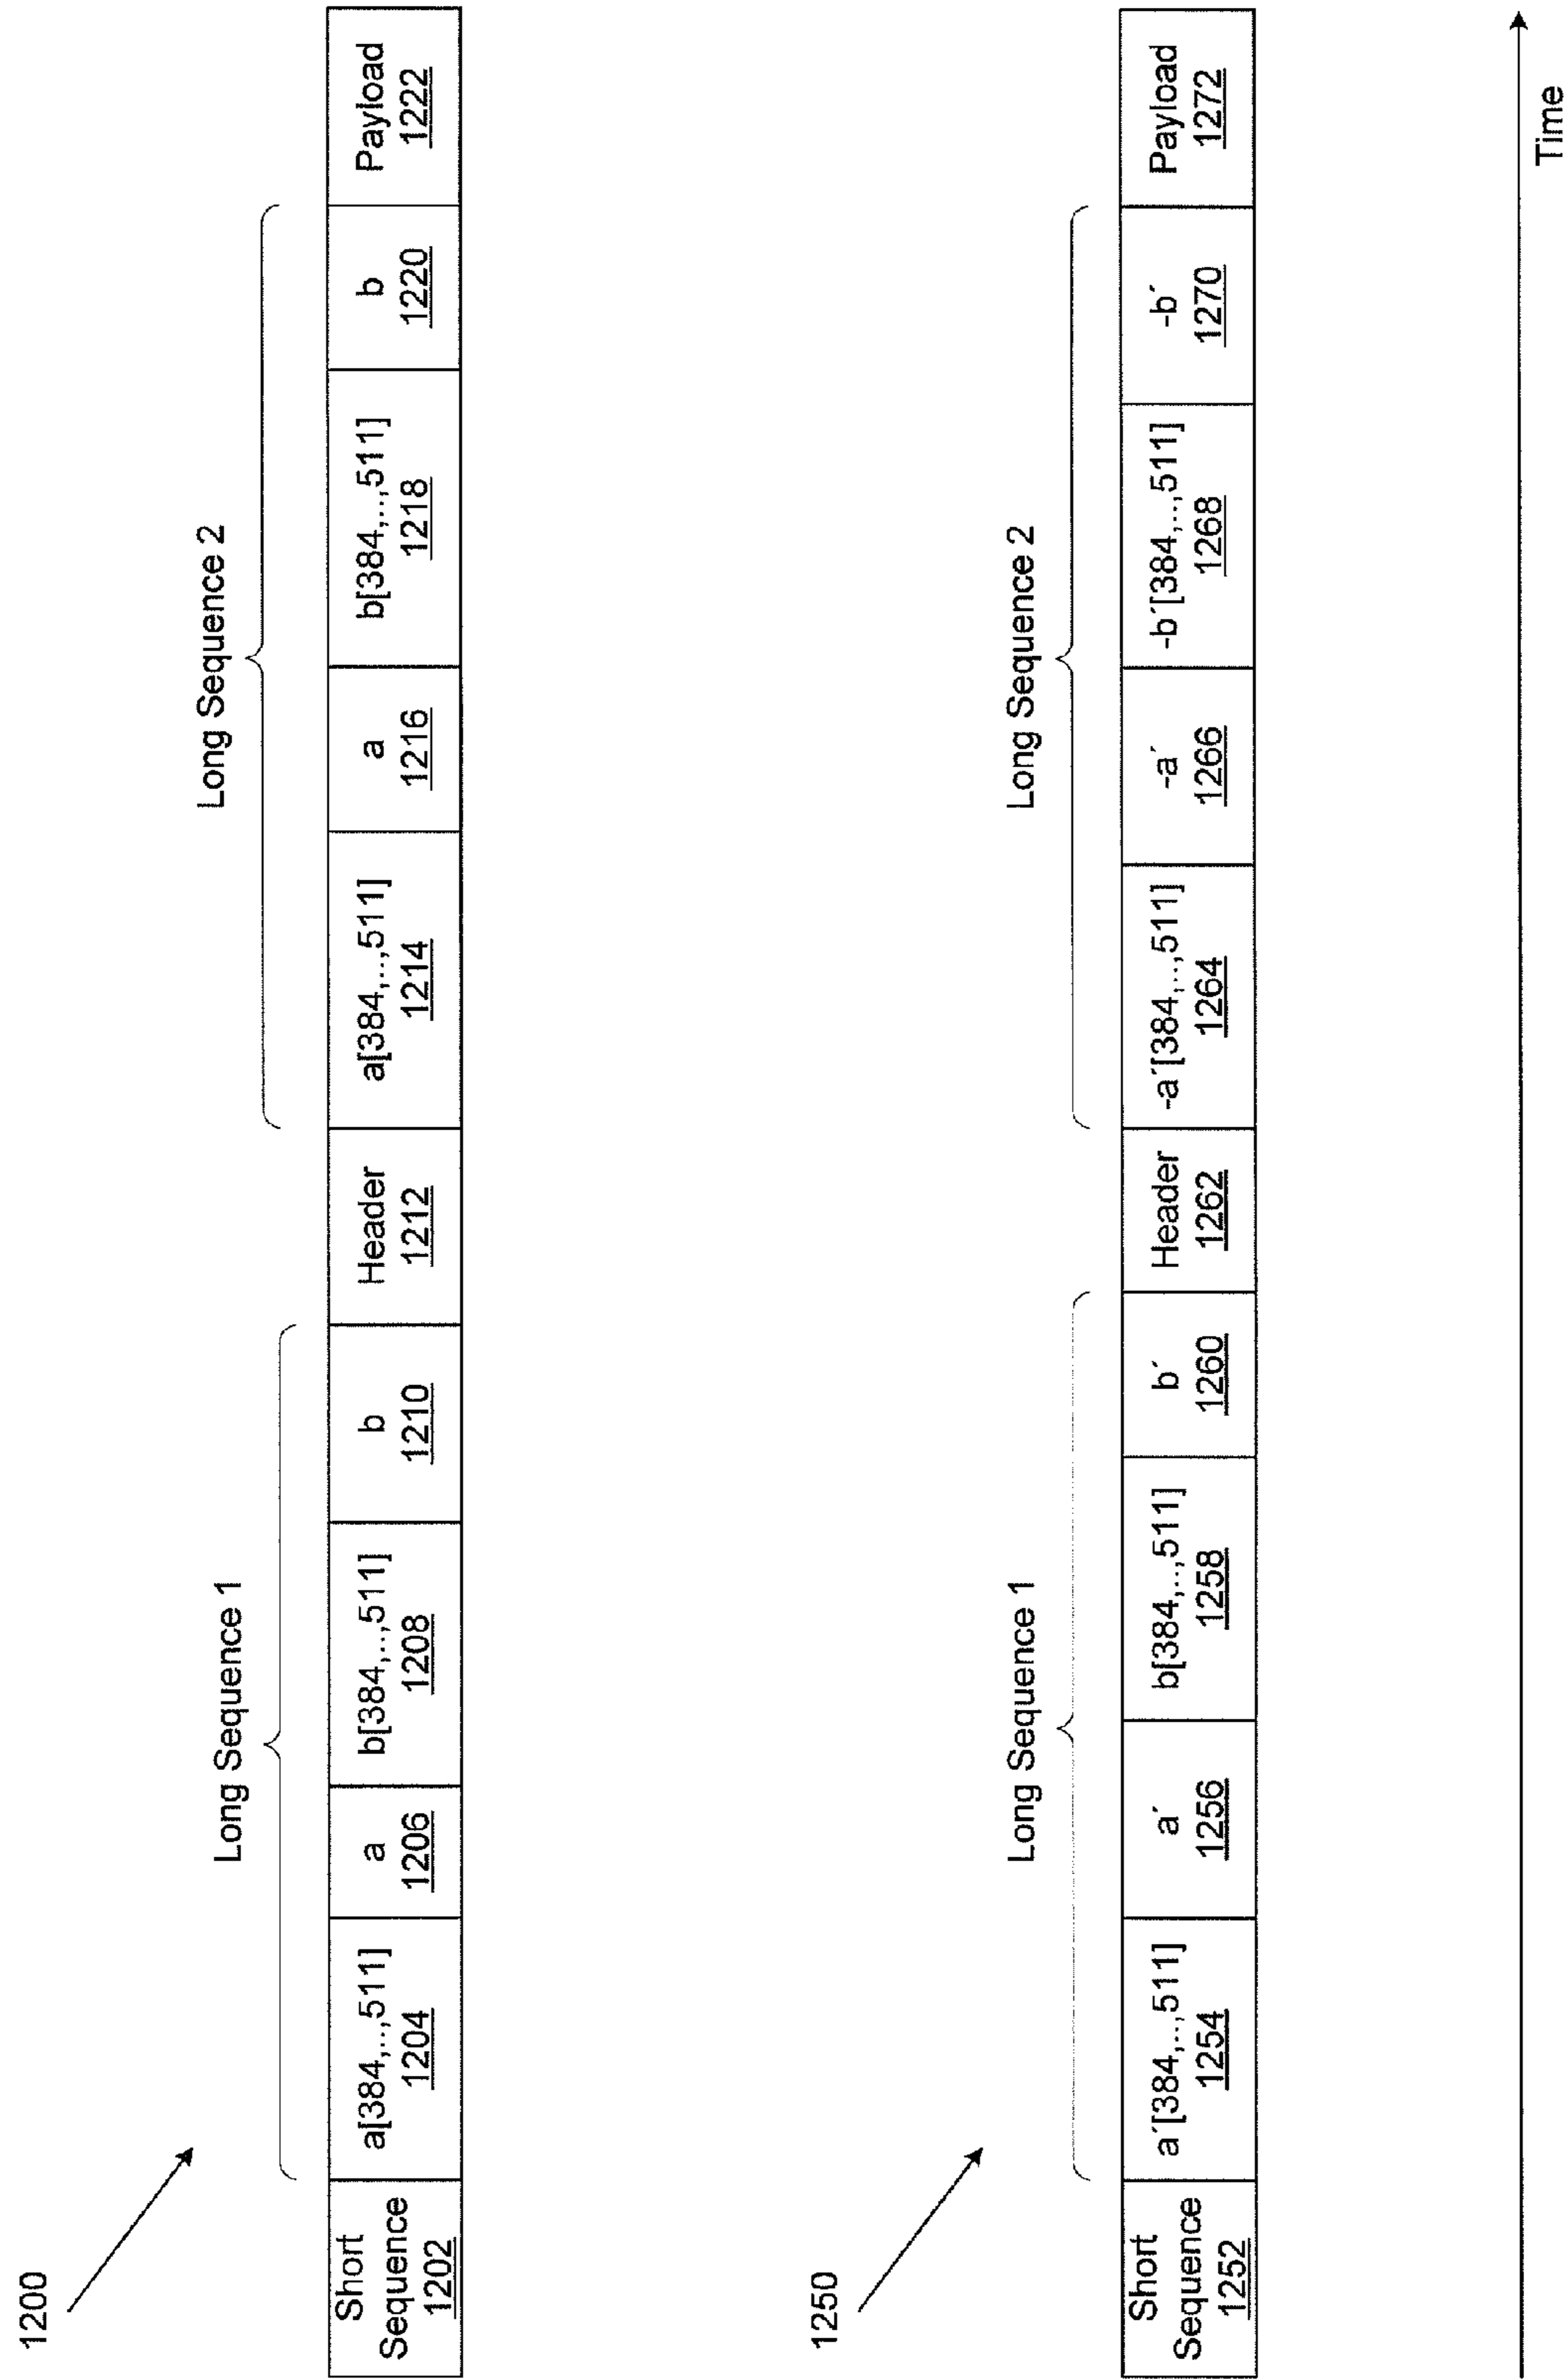 1200
Long Sequence 1
Long Sequence 2
Short
Sequence
1202
a[384,..,511]
1204
a
1206
b[384,..,511]
1208
b
1210
Header
1212
a[384,..,511]
1214
a
1216
b[384,..,511]
1218
b
1220
Payload
1222
1250
Long Sequence 1
Long Sequence 2
Short
Sequence
1252
a´[384,..,511]
1254
a´
1256
b[384,..,511]
1258
b´
1260
Header
1262
-a´[384,..,511]
1264
-a´
1266
-b´[384,..,511]
1268
-b´
1270
Payload
1272
Time